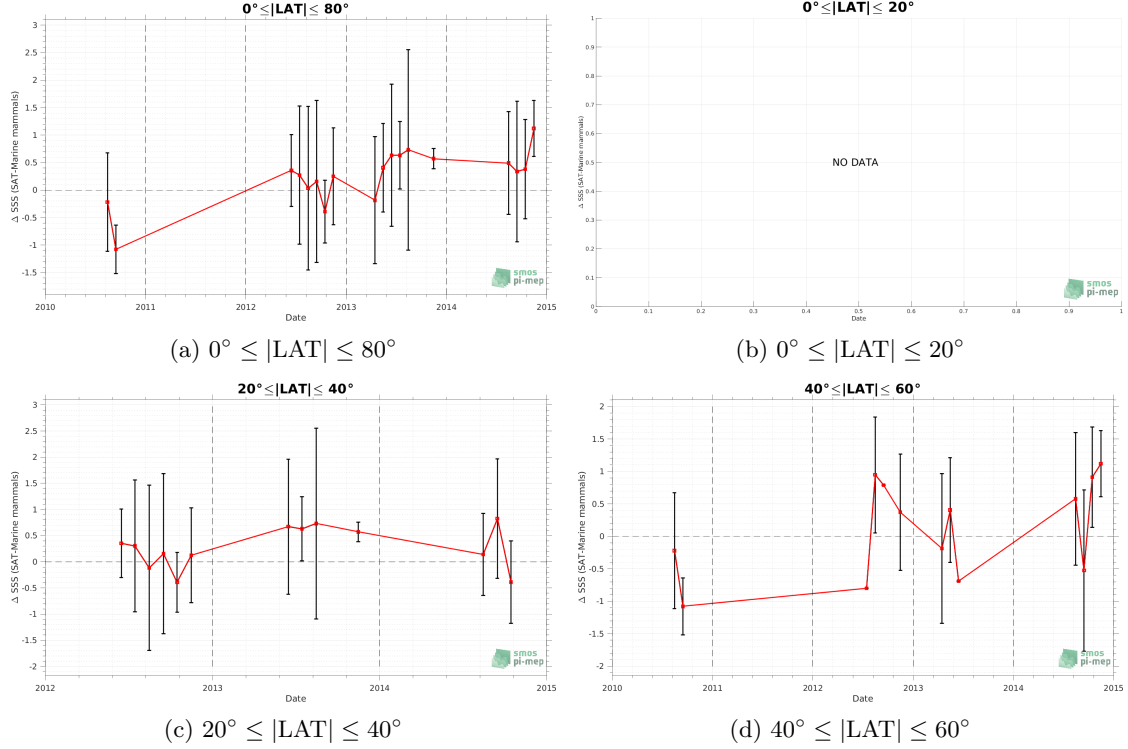 0°≤|LAT|≤ 80°
3
2.5
2
1.5
1
0.5
0
-0.5
-1
-1.5
Δ SSS (SAT-Marine mammals)
2010 2011 2012 2013 2014 2015
Date
smos
pi-mep
(a) 0° ≤ |LAT| ≤ 80°
0°≤|LAT|≤ 20°
1
0.9
0.8
0.7
0.6
0.5
0.4
0.3
0.2
0.1
0
Δ SSS (SAT-Marine mammals)
NO DATA
0 0.1 0.2 0.3 0.4 0.5 0.6 0.7 0.8 0.9 1
Date
smos
pi-mep
(b) 0° ≤ |LAT| ≤ 20°
20°≤|LAT|≤ 40°
3
2.5
2
1.5
1
0.5
0
-0.5
-1
-1.5
-2
Δ SSS (SAT-Marine mammals)
2012 2013 2014 2015
Date
smos
pi-mep
(c) 20° ≤ |LAT| ≤ 40°
40°≤|LAT|≤ 60°
2
1.5
1
0.5
0
-0.5
-1
-1.5
-2
Δ SSS (SAT-Marine mammals)
2010 2011 2012 2013 2014 2015
Date
smos
pi-mep
(d) 40° ≤ |LAT| ≤ 60°